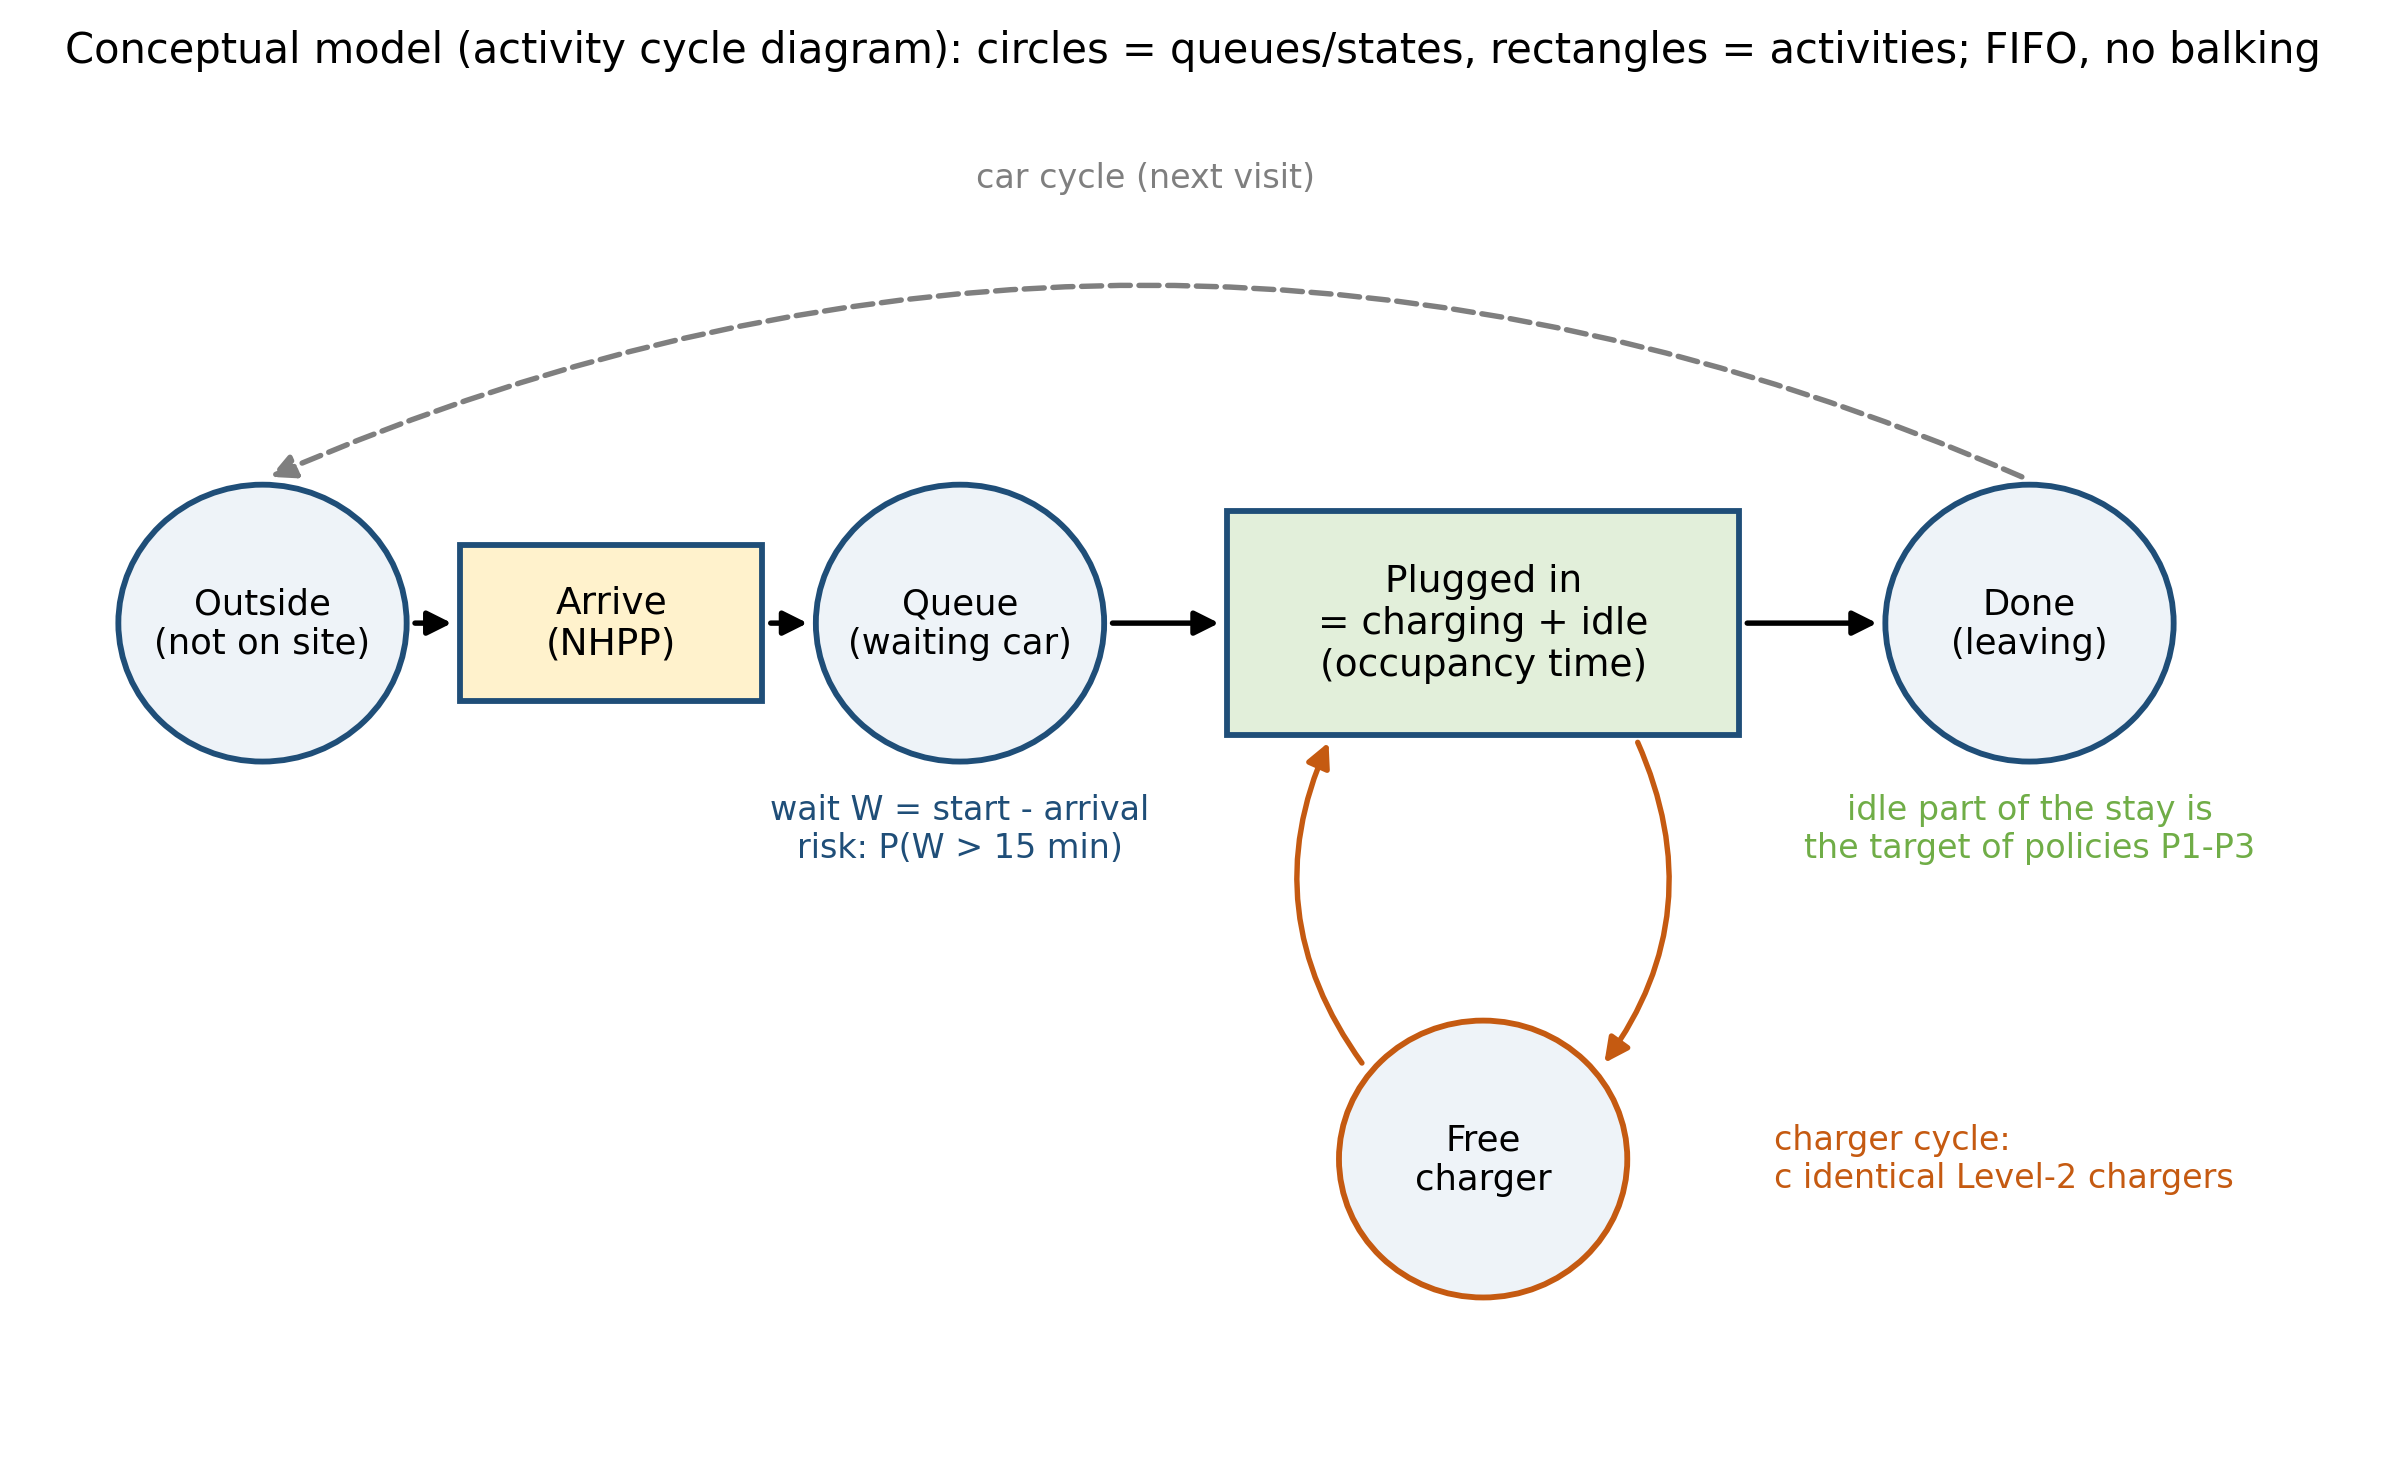 Conceptual model (activity cycle diagram): circles = queues/states, rectangles = activities; FIFO, no balking
car cycle (next visit)
Outside
(not on site)
Arrive
(NHPP)
Queue
(waiting car)
Plugged in
= charging + idle
(occupancy time)
Done
(leaving)
wait W = start - arrival
risk: P(W > 15 min)
idle part of the stay is
the target of policies P1-P3
Free
charger
charger cycle:
c identical Level-2 chargers